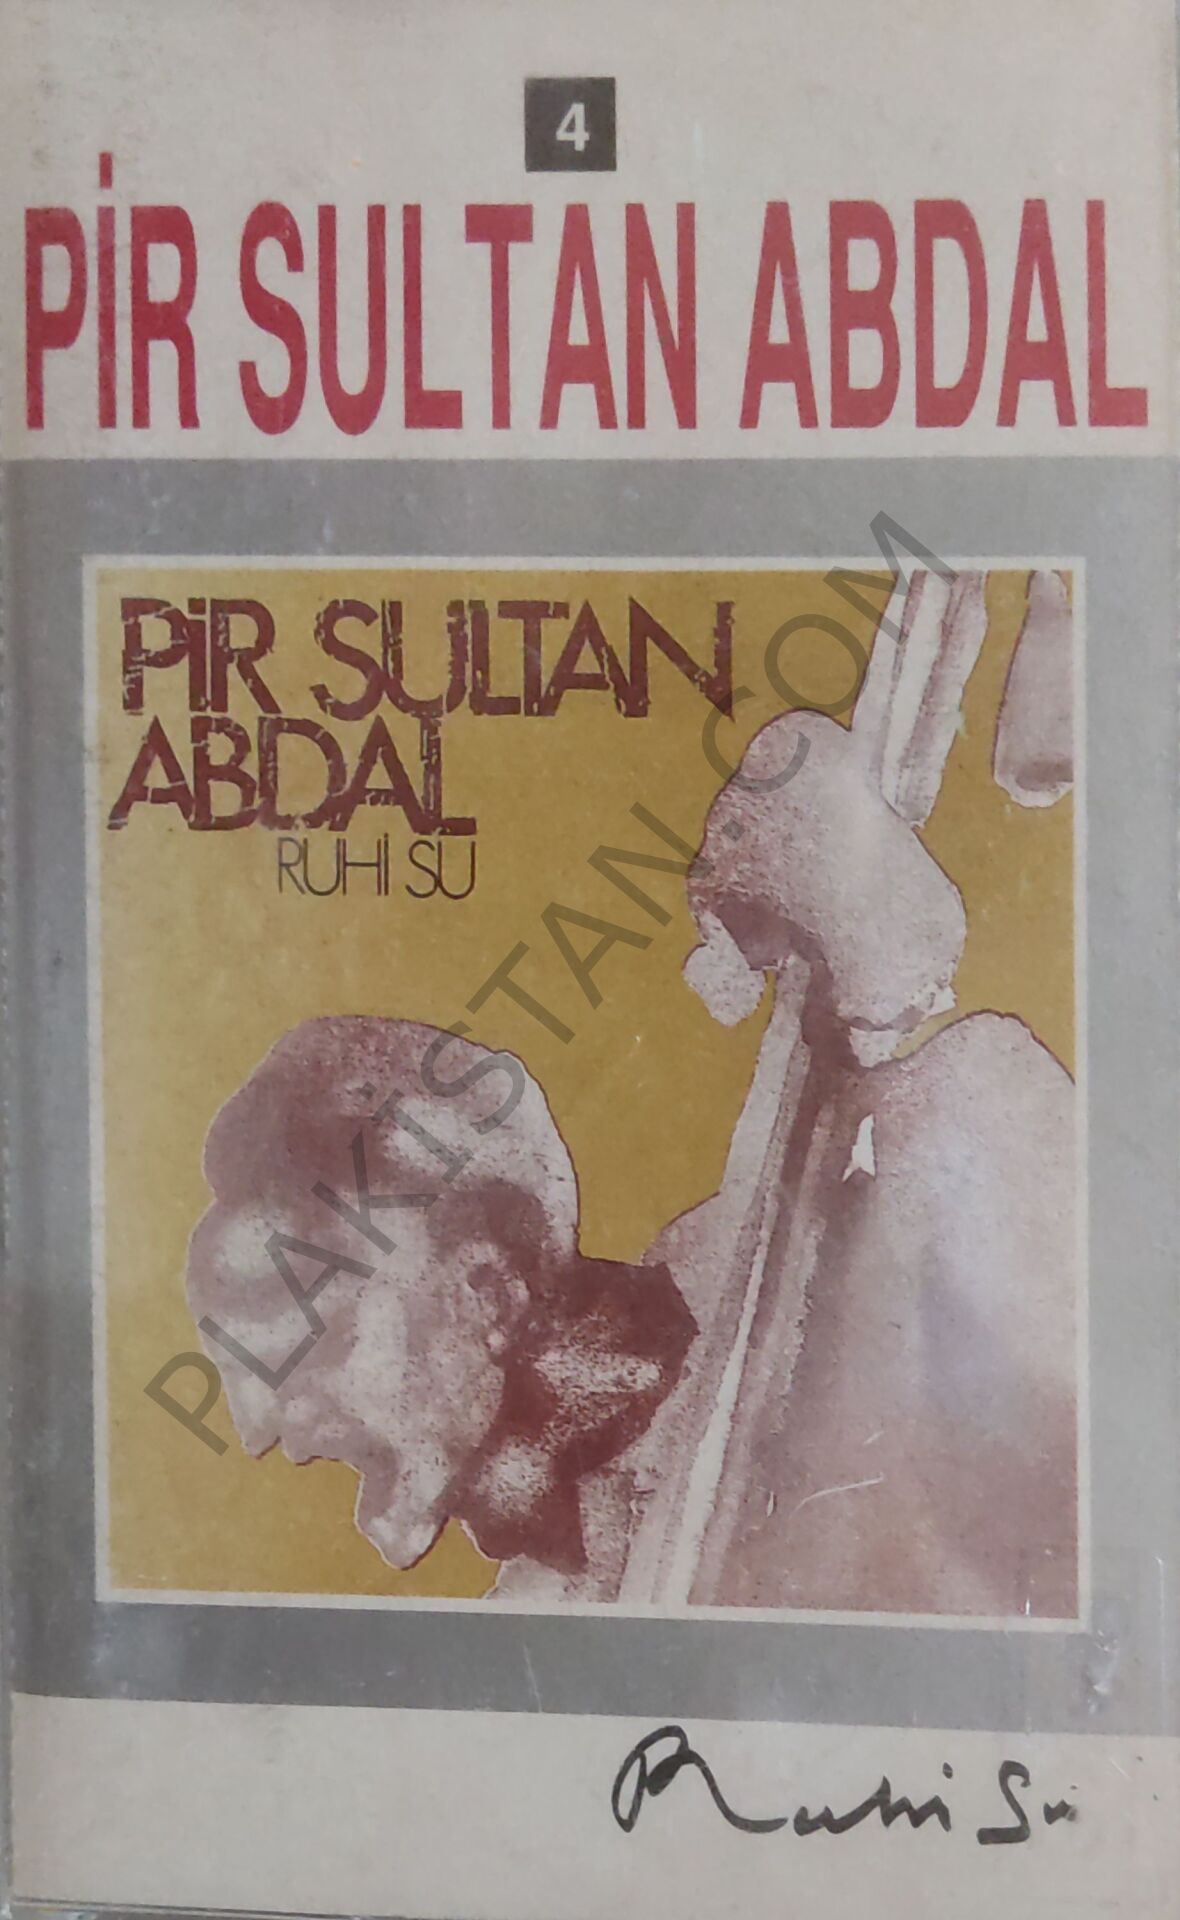 4
PİR SULTAN ABDAL
PİR SULTAN
ABDAL
RUHİ SU
PLAKİSTAN.COM
Ruhi Su